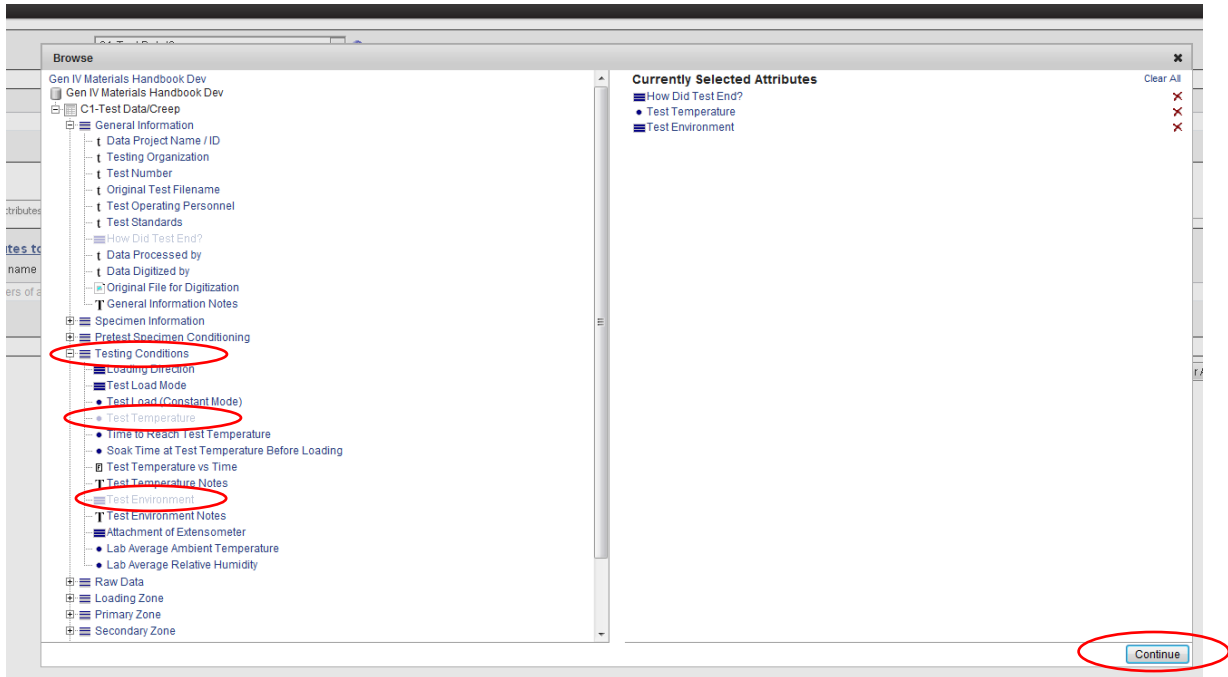 Browse
Gen IV Materials Handbook Dev
Gen IV Materials Handbook Dev
C1-Test Data/Creep
General Information
t Data Project Name / ID
t Testing Organization
t Test Number
t Original Test Filename
t Test Operating Personnel
t Test Standards
How Did Test End?
t Data Processed by
t Data Digitized by
Original File for Digitization
T General Information Notes
Specimen Information
Pretest Specimen Conditioning
Testing Conditions
Loading Direction
Test Load Mode
Test Load (Constant Mode)
Test Temperature
Time to Reach Test Temperature
Soak Time at Test Temperature Before Loading
Test Temperature vs Time
T Test Temperature Notes
Test Environment
T Test Environment Notes
Attachment of Extensometer
Lab Average Ambient Temperature
Lab Average Relative Humidity
Raw Data
Loading Zone
Primary Zone
Secondary Zone
Currently Selected Attributes
Clear All
How Did Test End?
Test Temperature
Test Environment
Continue
name